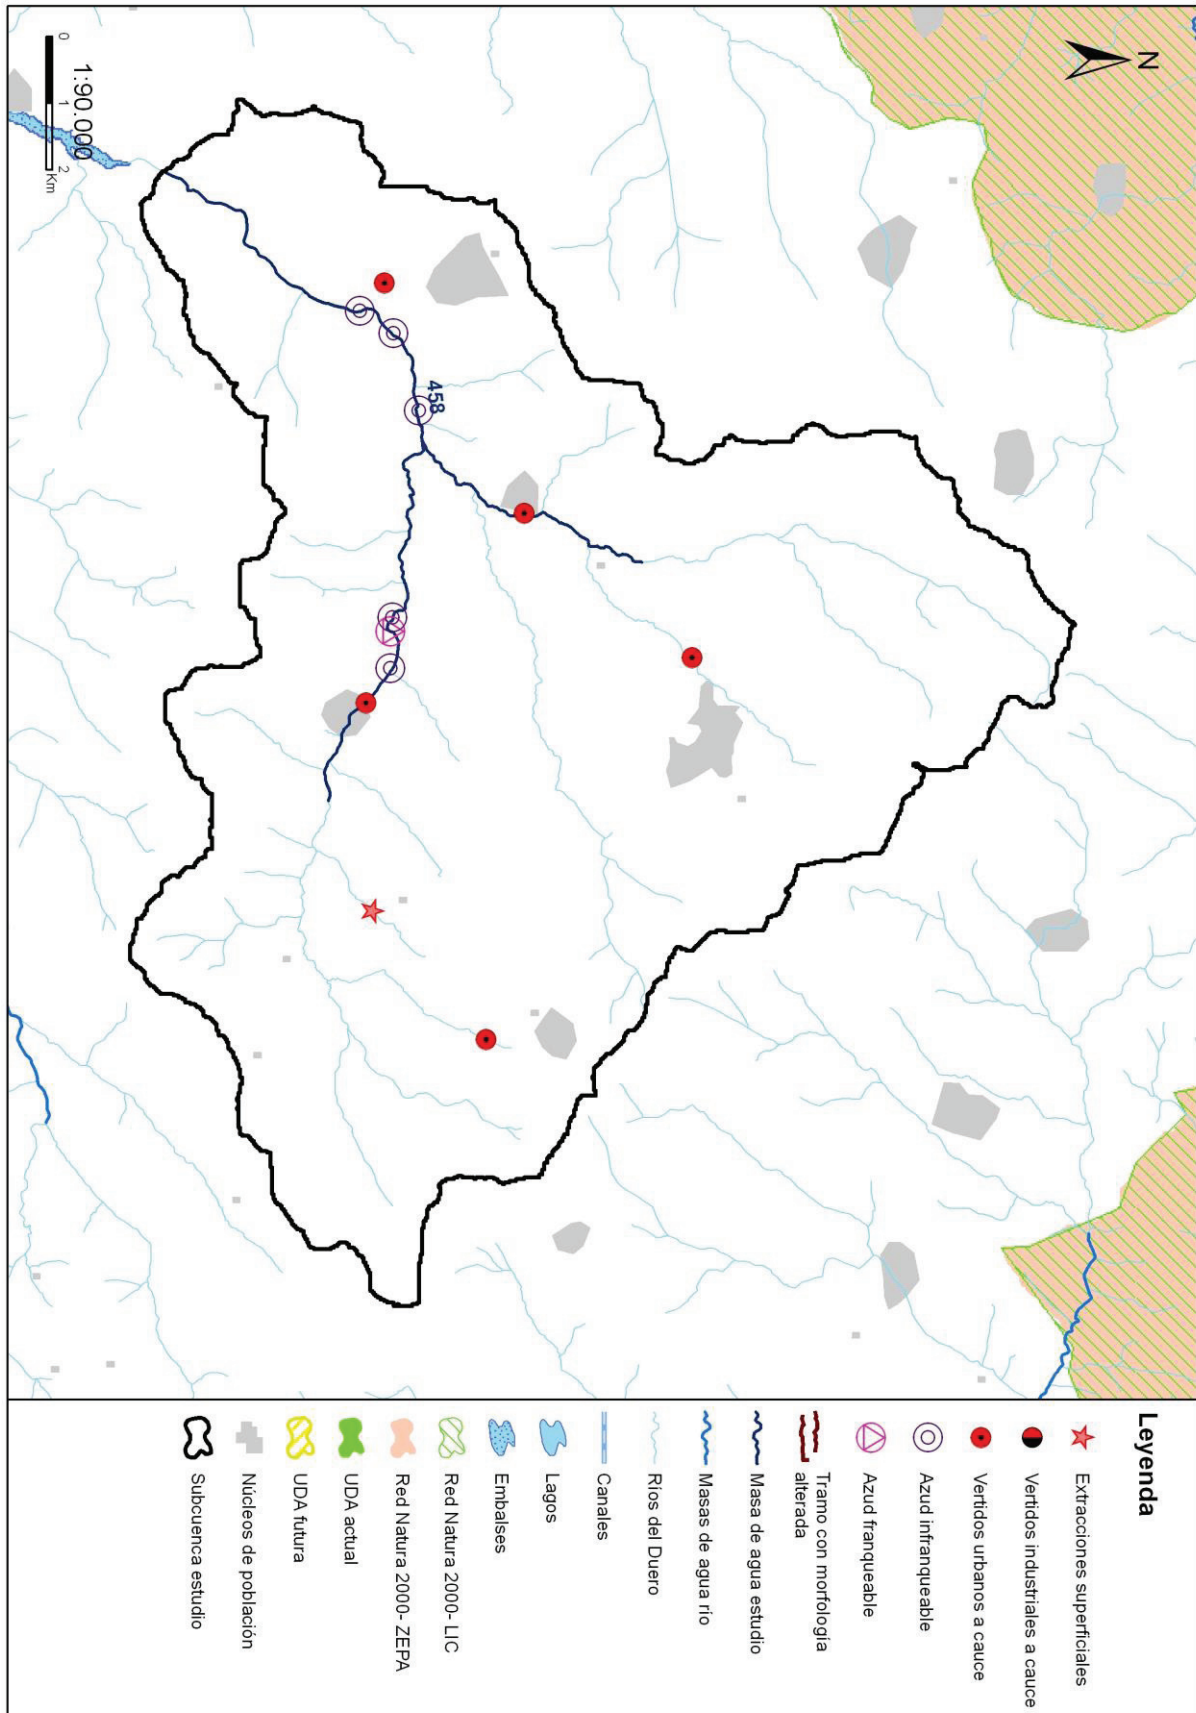 N
458
0 1 2
Km
1:90.000
Leyenda
Extracciones superficiales
Vertidos industriales a cauce
Vertidos urbanos a cauce
Azud infranqueable
Azud franqueable
Tramo con morfología
alterada
Masa de agua estudio
Masas de agua río
Ríos del Duero
Canales
Lagos
Embalses
Red Natura 2000- LIC
Red Natura 2000- ZEPA
UDA actual
UDA futura
Núcleos de población
Subcuenca estudio